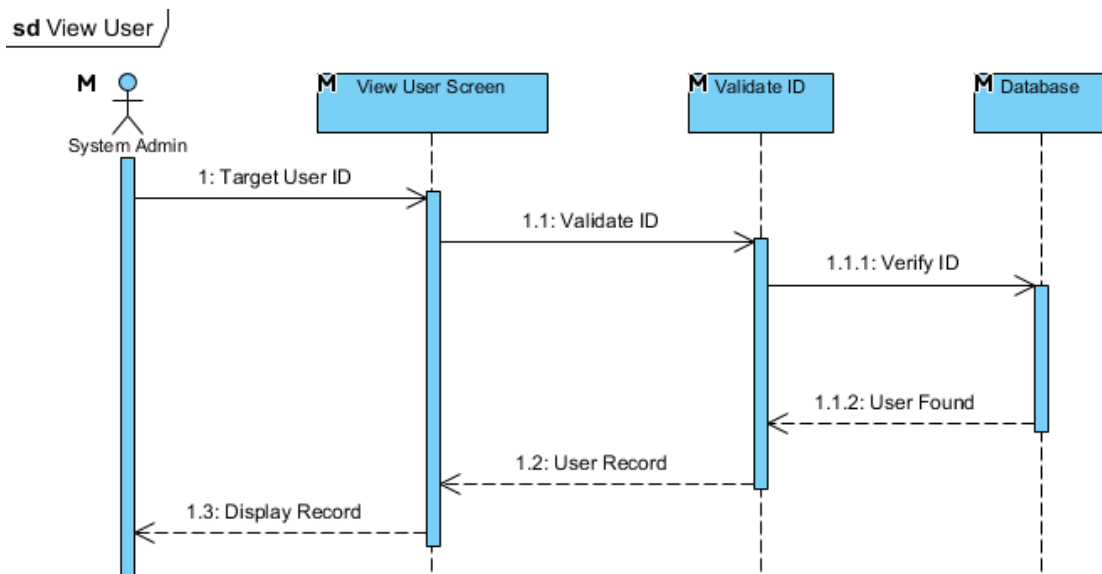 sd View User
M
System Admin
M View User Screen
M Validate ID
M Database
1: Target User ID
1.1: Validate ID
1.1.1: Verify ID
1.1.2: User Found
1.2: User Record
1.3: Display Record